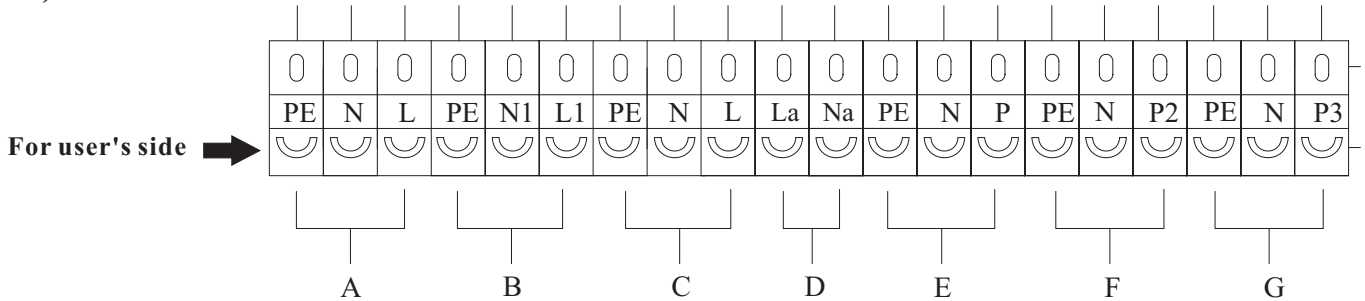 PE N L PE N1 L1 PE N L La Na PE N P PE N P2 PE N P3
For user's side
A B C D E F G